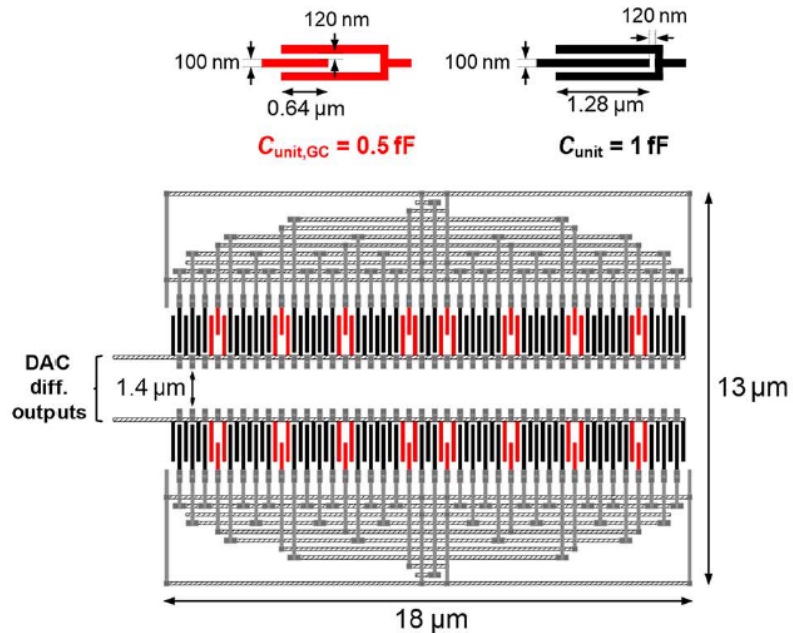 120 nm
120 nm
100 nm
100 nm
0.64 µm
1.28 µm
Cunit,GC = 0.5 fF
Cunit = 1 fF
DAC
diff.
outputs
1.4 µm
13 µm
18 µm